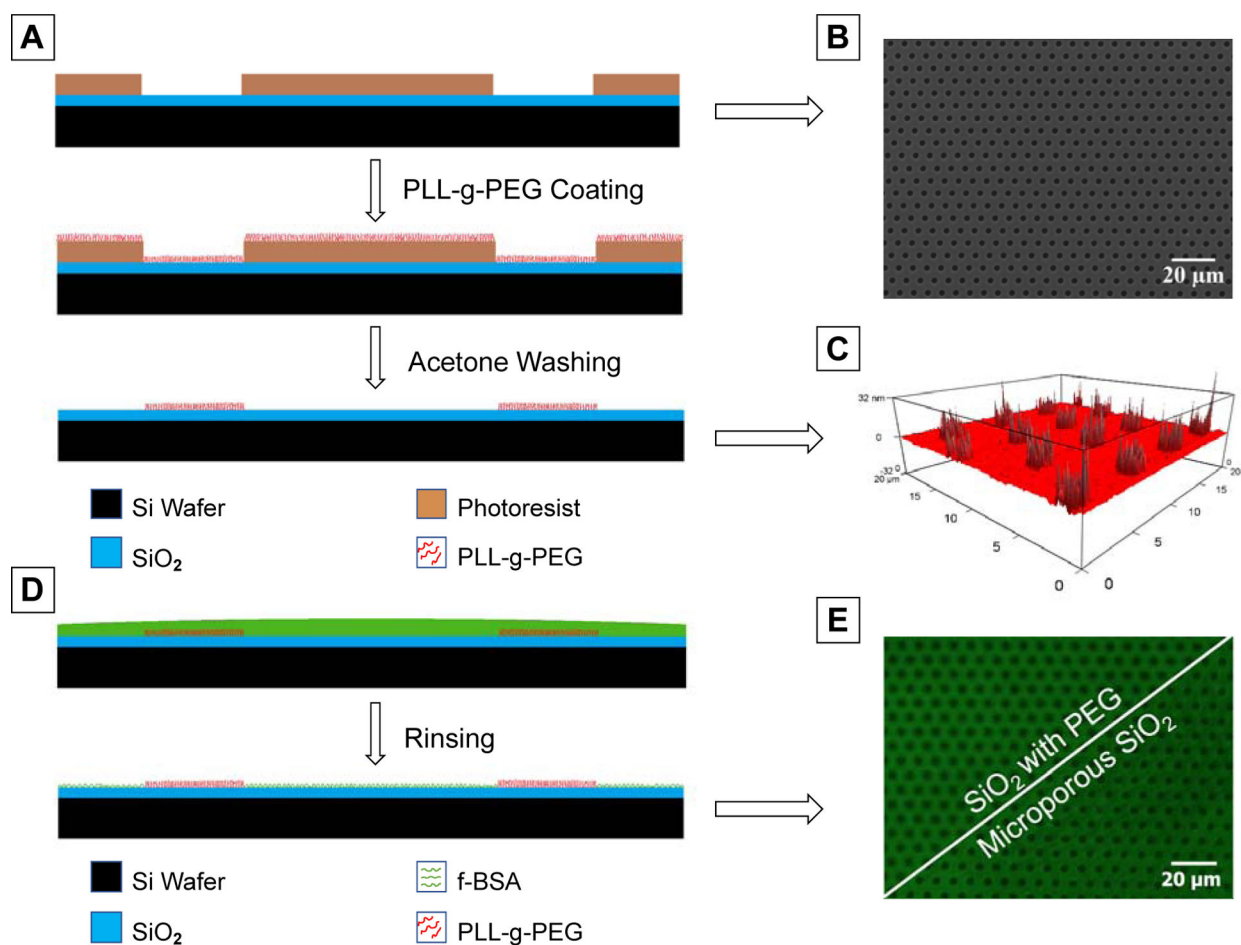 A
PLL-g-PEG Coating
Acetone Washing
Si Wafer
Photoresist
SiO₂
PLL-g-PEG
B
20 µm
C
32 nm
0
-32
20 µm
0
15
10
5
0
0
5
10
15
20
0
D
Rinsing
Si Wafer
f-BSA
SiO₂
PLL-g-PEG
E
SiO₂ with PEG
Microporous SiO₂
20 µm